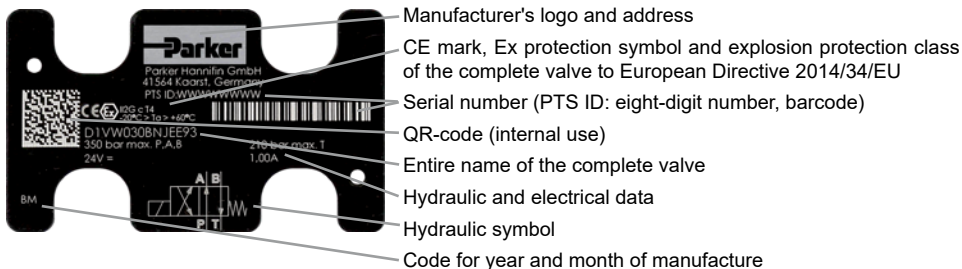 Parker
Parker Hannifin GmbH
41564 Kaarst, Germany
PTS ID:WWWWWWWW
CE Ex II2G c T4
-20°C > Ta > +60°C
D1VW030BNJEE93
350 bar max. P,A,B
210 bar max. T
24V =
1,00A
BM
A B
P T
Manufacturer's logo and address
CE mark, Ex protection symbol and explosion protection class
of the complete valve to European Directive 2014/34/EU
Serial number (PTS ID: eight-digit number, barcode)
QR-code (internal use)
Entire name of the complete valve
Hydraulic and electrical data
Hydraulic symbol
Code for year and month of manufacture